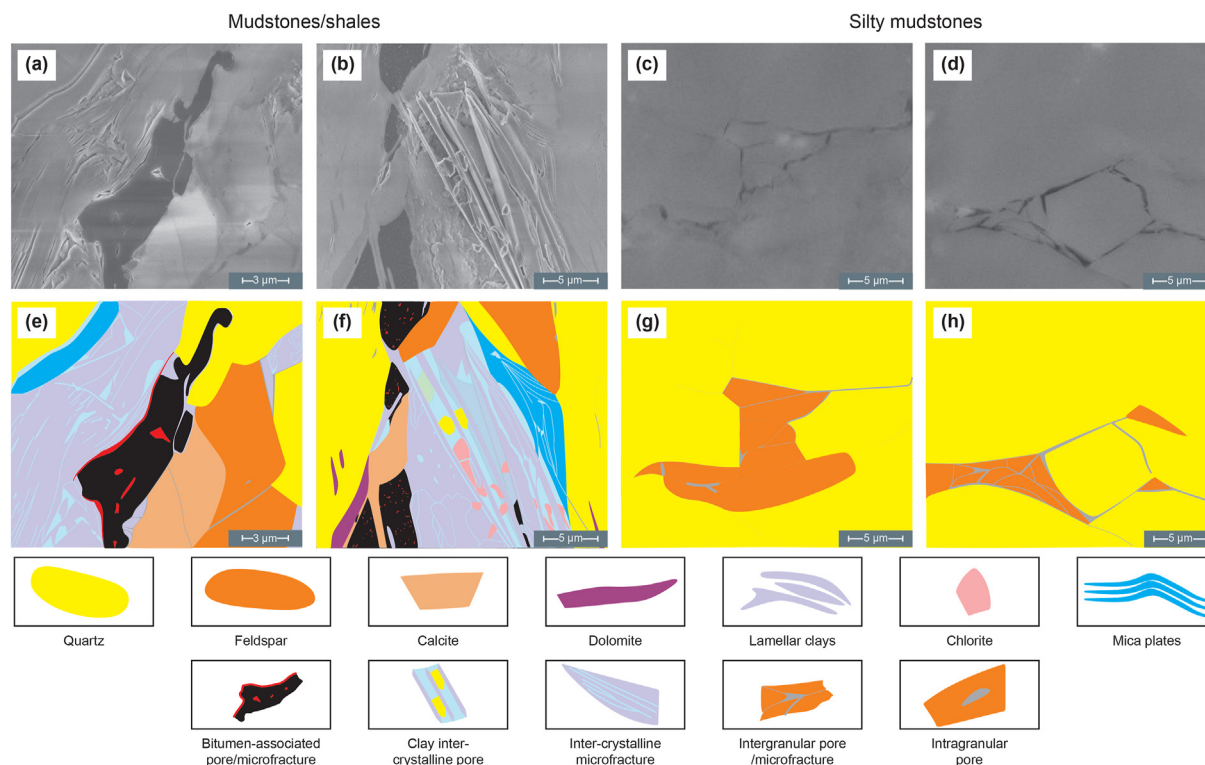 Mudstones/shales
Silty mudstones
(a)
(b)
(c)
(d)
3 µm
5 µm
5 µm
5 µm
(e)
(f)
(g)
(h)
3 µm
5 µm
5 µm
5 µm
Quartz
Feldspar
Calcite
Dolomite
Lamellar clays
Chlorite
Mica plates
Bitumen-associated
pore/microfracture
Clay inter-
crystalline pore
Inter-crystalline
microfracture
Intergranular pore
/microfracture
Intragranular
pore